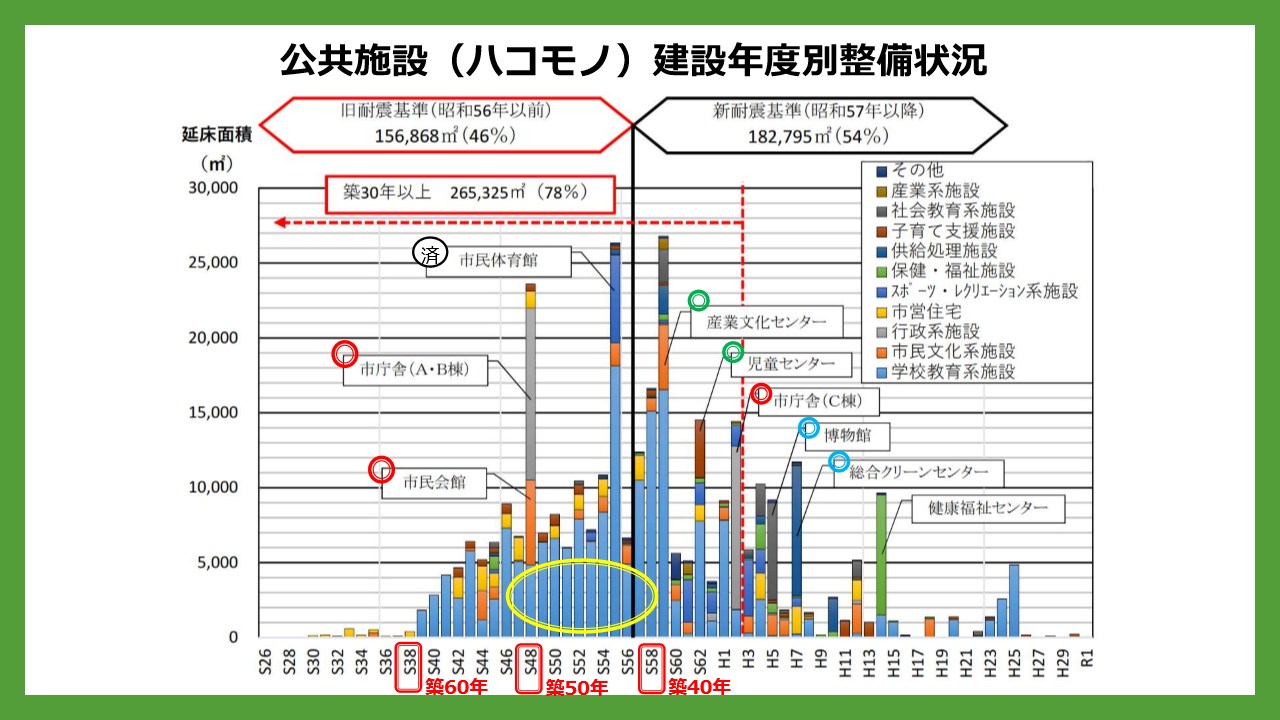 公共施設（ハコモノ）建設年度別整備状況
旧耐震基準（昭和56年以前）
156,868㎡（46%）
新耐震基準（昭和57年以降）
182,795㎡（54%）
延床面積
（㎡）
築30年以上　265,325㎡（78%）
その他
産業系施設
社会教育系施設
子育て支援施設
供給処理施設
保健・福祉施設
ｽﾎﾟｰﾂ・ﾚｸﾘｴｰｼｮﾝ系施設
市営住宅
行政系施設
市民文化系施設
学校教育系施設
済
市民体育館
産業文化センター
児童センター
市庁舎（A・B棟）
市庁舎（C棟）
博物館
総合クリーンセンター
市民会館
健康福祉センター
30,000
25,000
20,000
15,000
10,000
5,000
0
S26 S28 S30 S32 S34 S36 S38 S40 S42 S44 S46 S48 S50 S52 S54 S56 S58 S60 S62 H1 H3 H5 H7 H9 H11 H13 H15 H17 H19 H21 H23 H25 H27 H29 R1
築60年 築50年 築40年